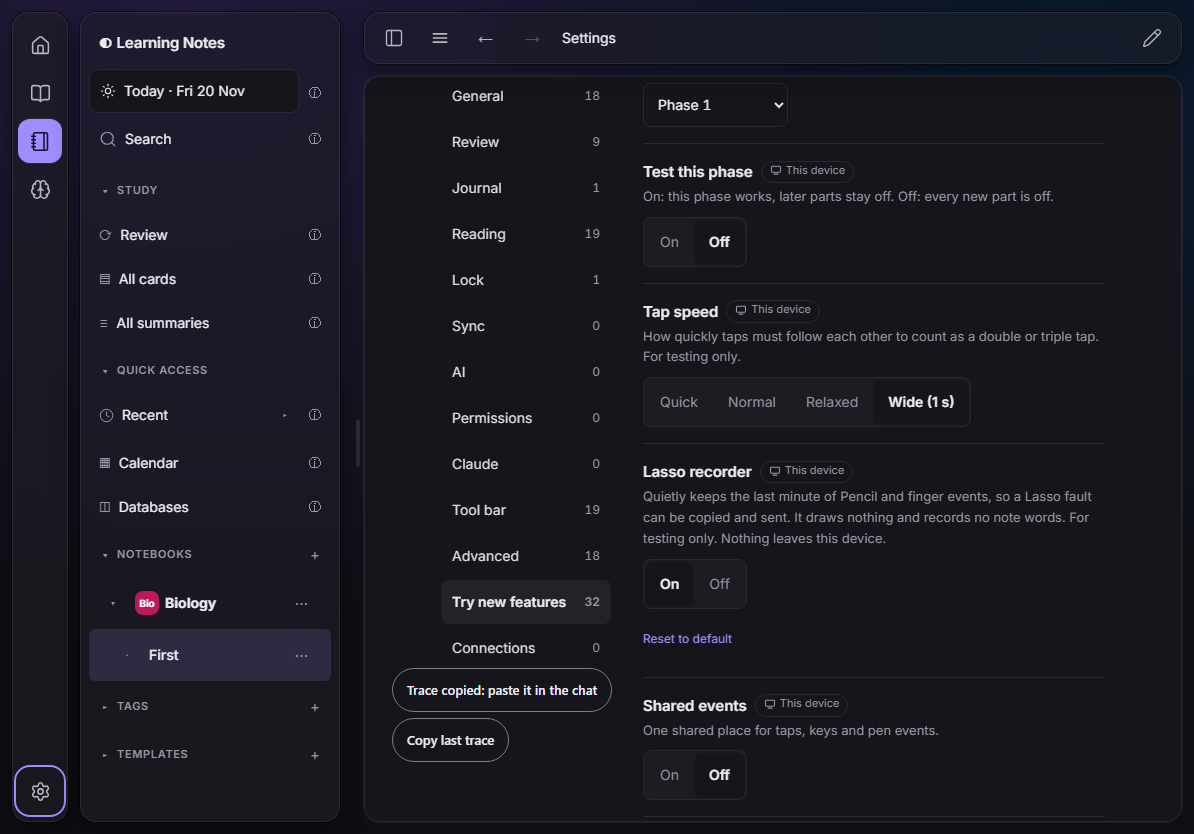 Learning Notes
Today · Fri 20 Nov
Search
STUDY
Review
All cards
All summaries
QUICK ACCESS
Recent
Calendar
Databases
NOTEBOOKS
Bio Biology
First
TAGS
TEMPLATES
Settings
General 18
Review 9
Journal 1
Reading 19
Lock 1
Sync 0
AI 0
Permissions 0
Claude 0
Tool bar 19
Advanced 18
Try new features 32
Connections 0
Trace copied: paste it in the chat
Copy last trace
Phase 1
Test this phase This device
On: this phase works, later parts stay off. Off: every new part is off.
On Off
Tap speed This device
How quickly taps must follow each other to count as a double or triple tap.
For testing only.
Quick Normal Relaxed Wide (1 s)
Lasso recorder This device
Quietly keeps the last minute of Pencil and finger events, so a Lasso fault
can be copied and sent. It draws nothing and records no note words. For
testing only. Nothing leaves this device.
On Off
Reset to default
Shared events This device
One shared place for taps, keys and pen events.
On Off